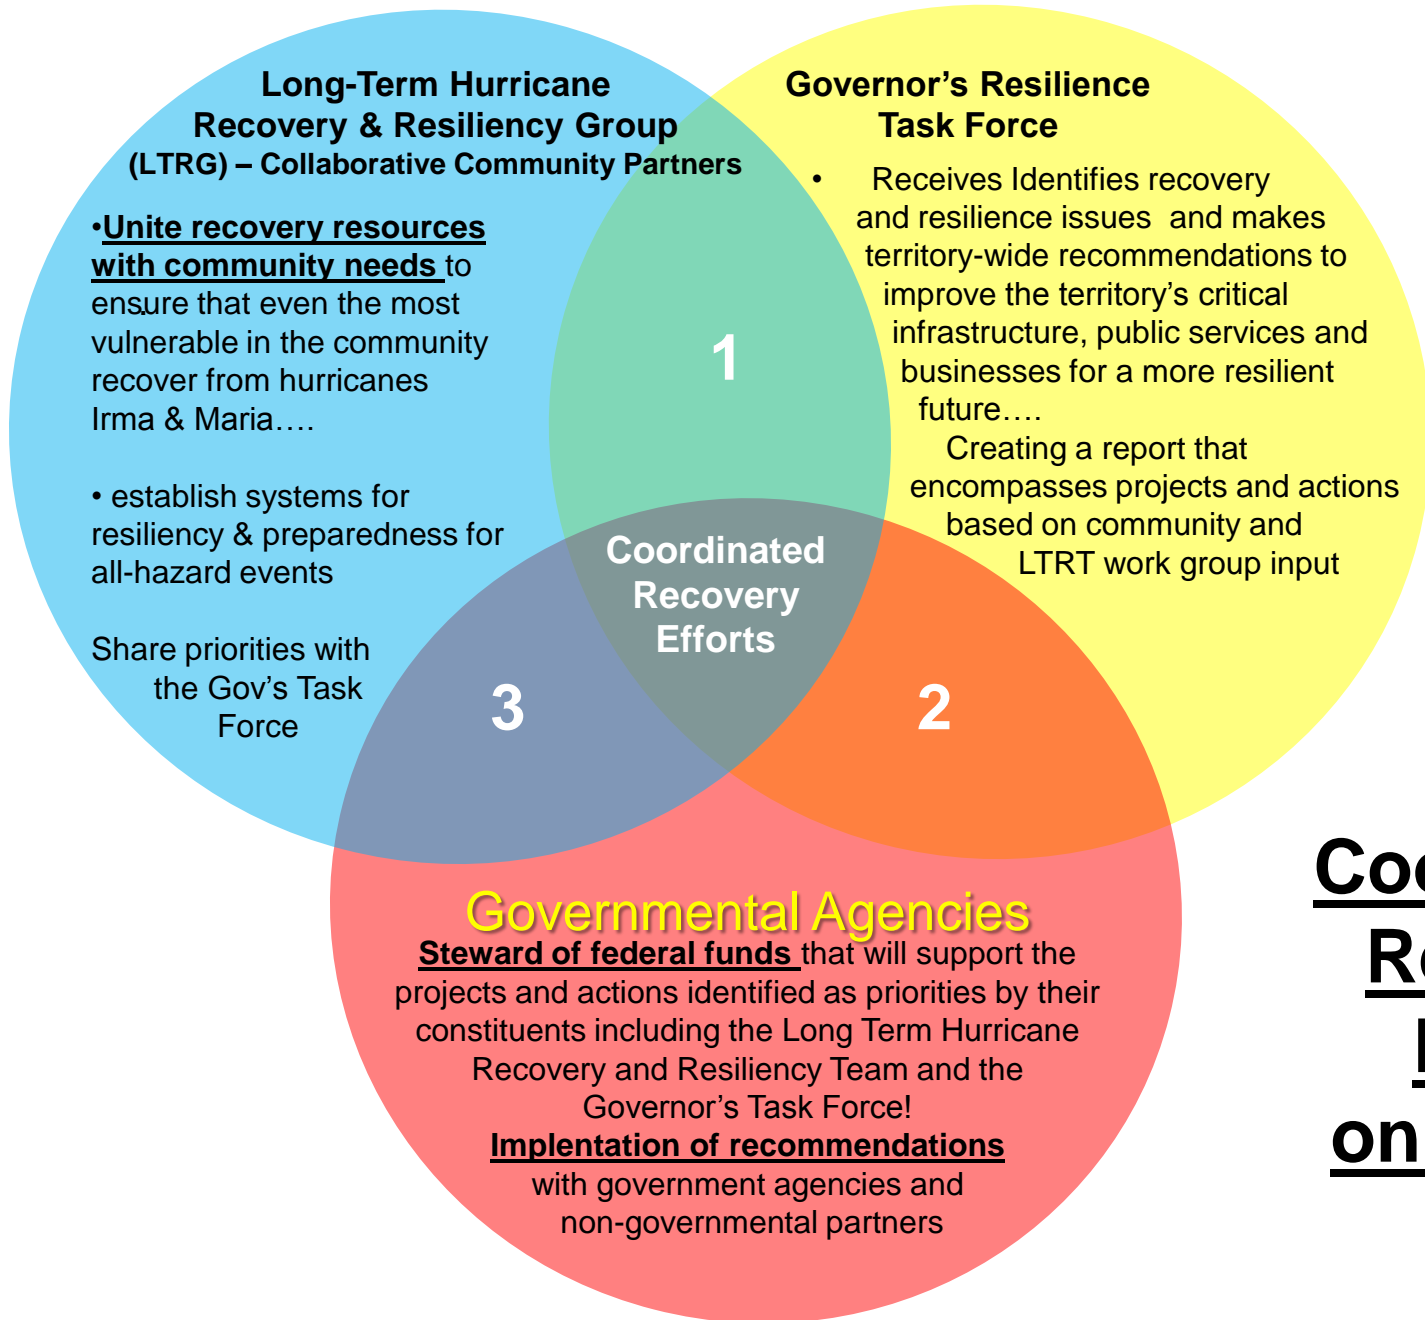 Long-Term Hurricane
Recovery & Resiliency Group
(LTRG) – Collaborative Community Partners
•Unite recovery resources
with community needs to
ensure that even the most
vulnerable in the community
recover from hurricanes
Irma & Maria….
• establish systems for
resiliency & preparedness for
all-hazard events
Share priorities with
the Gov’s Task
Force
Governor’s Resilience
Task Force
• Receives Identifies recovery
and resilience issues and makes
territory-wide recommendations to
improve the territory’s critical
infrastructure, public services and
businesses for a more resilient
future….
Creating a report that
encompasses projects and actions
based on community and
LTRT work group input
1
Coordinated
Recovery
Efforts
3
2
Governmental Agencies
Steward of federal funds that will support the
projects and actions identified as priorities by their
constituents including the Long Term Hurricane
Recovery and Resiliency Team and the
Governor’s Task Force!
Implentation of recommendations
with government agencies and
non-governmental partners
on